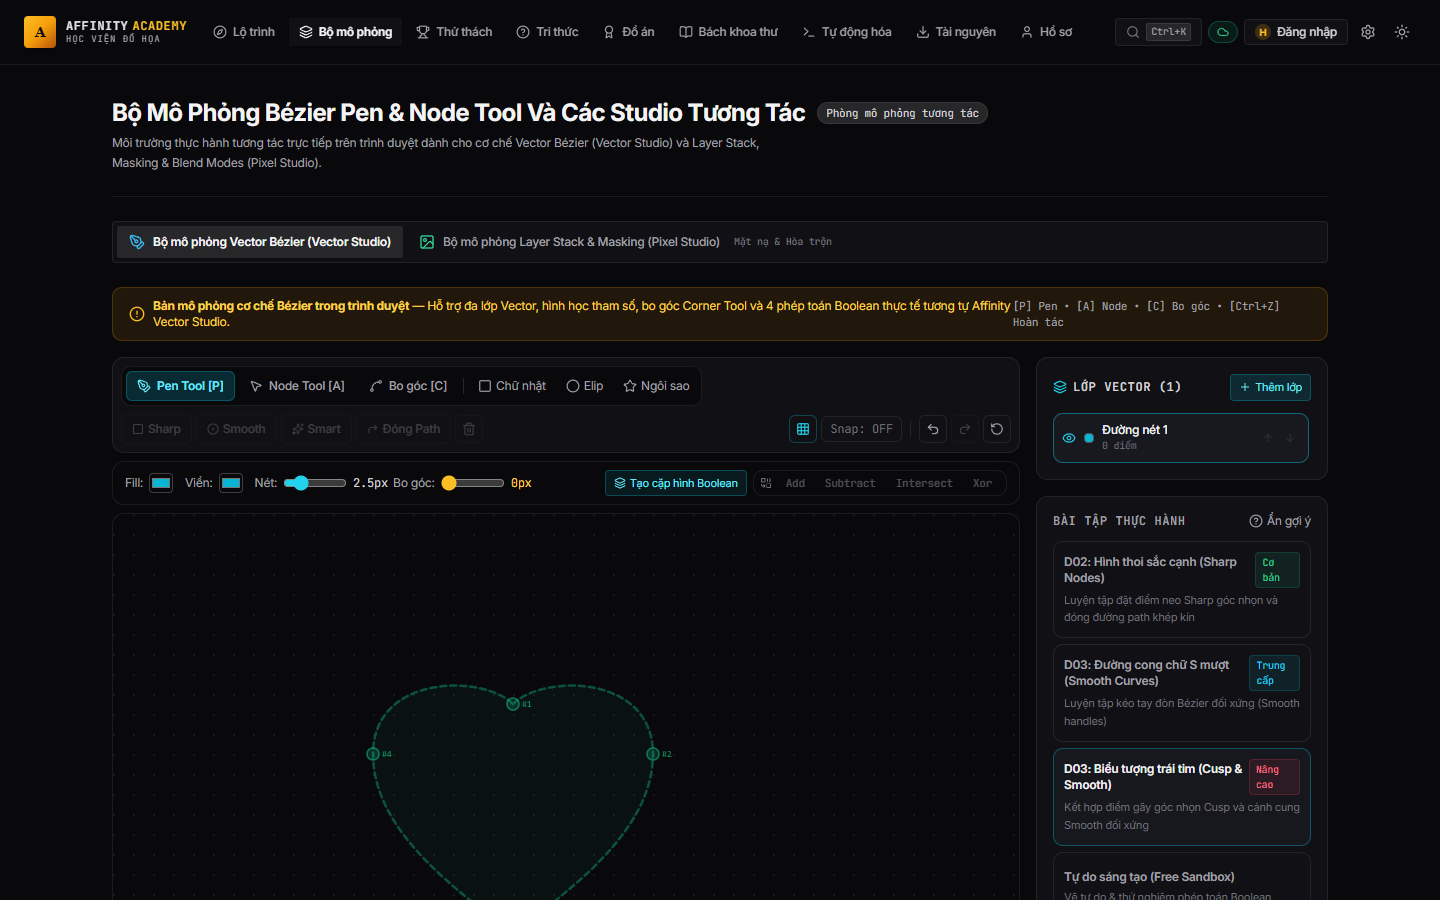 A
AFFINITY ACADEMY
HỌC VIỆN ĐỒ HỌA
Lộ trình
Bộ mô phỏng
Thử thách
Tri thức
Đồ án
Bách khoa thư
Tự động hóa
Tài nguyên
Hồ sơ
Ctrl+K
H Đăng nhập
Bộ Mô Phỏng Bézier Pen & Node Tool Và Các Studio Tương Tác
Phòng mô phỏng tương tác
Môi trường thực hành tương tác trực tiếp trên trình duyệt dành cho cơ chế Vector Bézier (Vector Studio) và Layer Stack,
Masking & Blend Modes (Pixel Studio).
Bộ mô phỏng Vector Bézier (Vector Studio)
Bộ mô phỏng Layer Stack & Masking (Pixel Studio)
Mặt nạ & Hòa trộn
Bản mô phỏng cơ chế Bézier trong trình duyệt — Hỗ trợ đa lớp Vector, hình học tham số, bo góc Corner Tool và 4 phép toán Boolean thực tế tương tự Affinity
Vector Studio.
[P] Pen • [A] Node • [C] Bo góc • [Ctrl+Z]
Hoàn tác
Pen Tool [P]
Node Tool [A]
Bo góc [C]
Chữ nhật
Elip
Ngôi sao
Sharp
Smooth
Smart
Đóng Path
Snap: OFF
Fill:
Viền:
Nét:
2.5px
Bo góc:
0px
Tạo cặp hình Boolean
Add
Subtract
Intersect
Xor
#1
#4
#2
LỚP VECTOR (1)
Thêm lớp
Đường nét 1
0 điểm
BÀI TẬP THỰC HÀNH
Ẩn gợi ý
D02: Hình thoi sắc cạnh (Sharp
Nodes)
Cơ
bản
Luyện tập đặt điểm neo Sharp góc nhọn và
đóng đường path khép kín
D03: Đường cong chữ S mượt
(Smooth Curves)
Trung
cấp
Luyện tập kéo tay đòn Bézier đối xứng (Smooth
handles)
D03: Biểu tượng trái tim (Cusp &
Smooth)
Nâng
cao
Kết hợp điểm gãy góc nhọn Cusp và cánh cung
Smooth đối xứng
Tự do sáng tạo (Free Sandbox)
Vẽ tự do & thử nghiệm phép toán Boolean